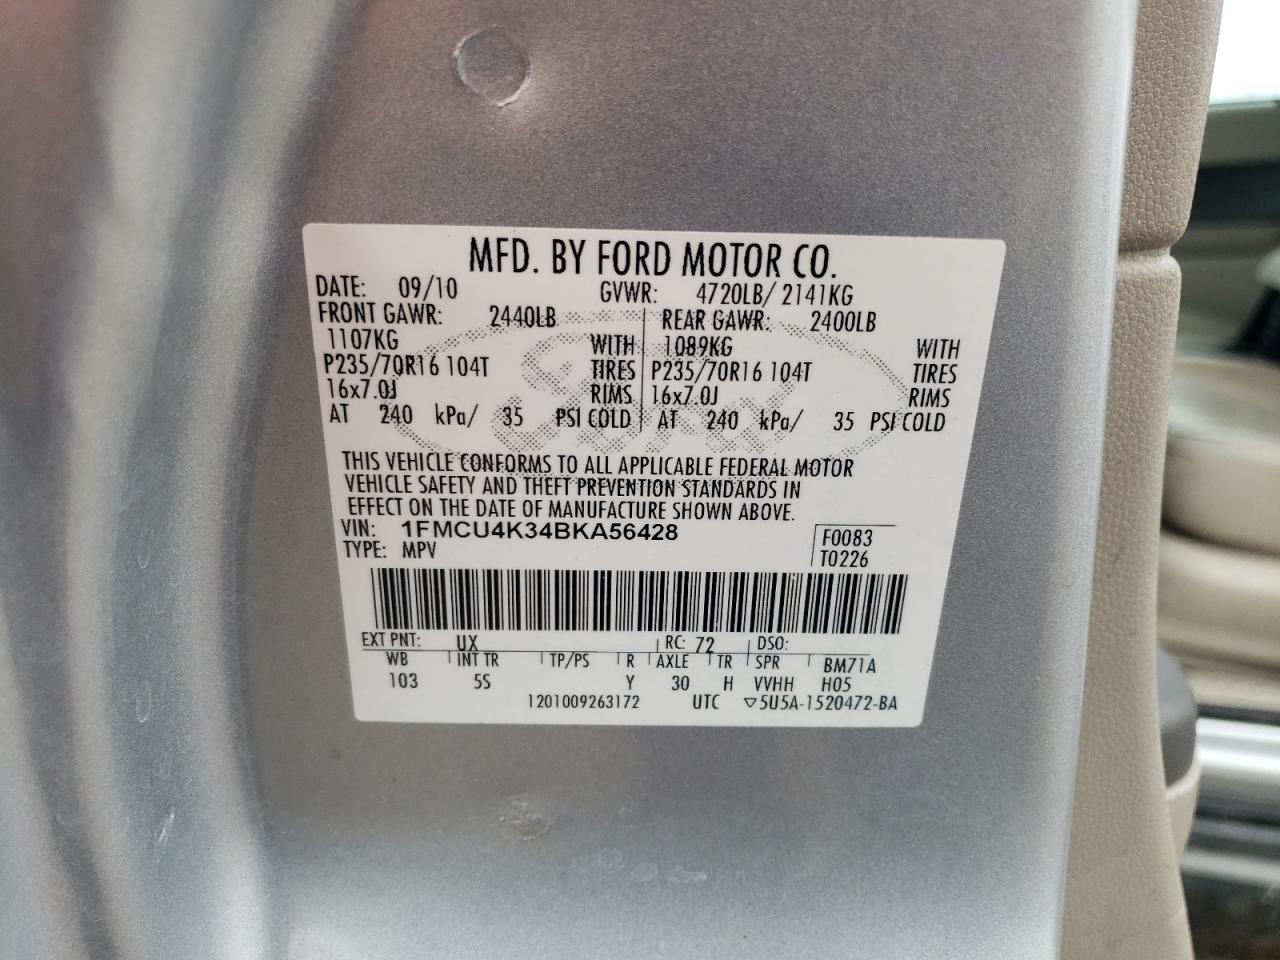 MFD. BY FORD MOTOR CO.
DATE: 09/10 GVWR: 4720LB/ 2141KG
FRONT GAWR: 2440LB REAR GAWR: 2400LB
1107KG WITH 1089KG WITH
P235/70R16 104T TIRES P235/70R16 104T TIRES
16x7.0J RIMS 16x7.0J RIMS
AT 240 kPa/ 35 PSI COLD AT 240 kPa/ 35 PSI COLD
Ford
THIS VEHICLE CONFORMS TO ALL APPLICABLE FEDERAL MOTOR
VEHICLE SAFETY AND THEFT PREVENTION STANDARDS IN
EFFECT ON THE DATE OF MANUFACTURE SHOWN ABOVE.
VIN: 1FMCU4K34BKA56428 F0083
TYPE: MPV T0226
EXT PNT: UX RC: 72 DSO:
WB INT TR TP/PS R AXLE TR SPR BM71A
103 5S Y 30 H VVHH H05
1201009263172 UTC ▽5U5A-1520472-BA